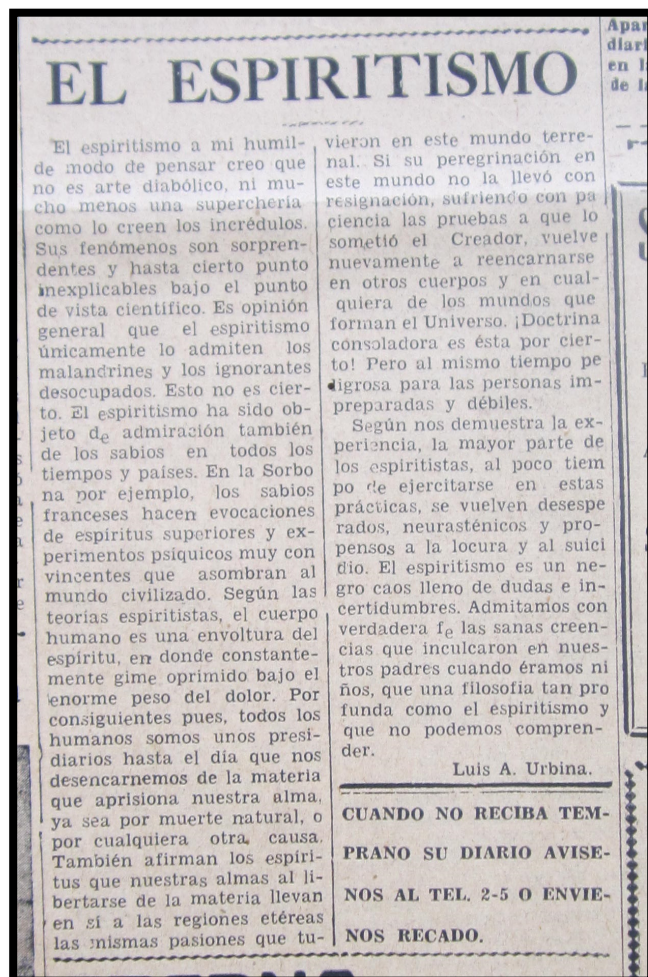 EL ESPIRITISMO
El espiritismo a mi humil-
de modo de pensar creo que
no es arte diabólico, ni mu-
cho menos una superchería
como lo creen los incrédulos.
Sus fenómenos son sorpren-
dentes y hasta cierto punto
inexplicables bajo el punto
de vista científico. Es opinión
general que el espiritismo
únicamente lo admiten los
malandrines y los ignorantes
desocupados. Esto no es cier-
to. El espiritismo ha sido ob-
jeto de admiración también
de los sabios en todos los
tiempos y países. En la Sorbo
na por ejemplo, los sabios
franceses hacen evocaciones
de espíritus superiores y ex-
perimentos psíquicos muy con
vincentes que asombran al
mundo civilizado. Según las
teorías espiritistas, el cuerpo
humano es una envoltura del
espíritu, en donde constante-
mente gime oprimido bajo el
enorme peso del dolor. Por
consiguientes pues, todos los
humanos somos unos presi-
diarios hasta el día que nos
desencarnemos de la materia
que aprisiona nuestra alma,
ya sea por muerte natural, o
por cualquiera otra causa.
También afirman los espíri-
tus que nuestras almas al li-
bertarse de la materia llevan
en sí a las regiones etéreas
las mismas pasiones que tu-
vieron en este mundo terre-
nal. Si su peregrinación en
este mundo no la llevó con
resignación, sufriendo con pa
ciencia las pruebas a que lo
sometió el Creador, vuelve
nuevamente a reencarnarse
en otros cuerpos y en cual-
quiera de los mundos que
forman el Universo. ¡Doctrina
consoladora es ésta por cier-
to! Pero al mismo tiempo pe
ligrosa para las personas im-
preparadas y débiles.
Según nos demuestra la ex-
periencia, la mayor parte de
los espiritistas, al poco tiem
po de ejercitarse en estas
prácticas, se vuelven desespe
rados, neurasténicos y pro-
pensos a la locura y al suici
dio. El espiritismo es un ne-
gro caos lleno de dudas e in-
certidumbres. Admitamos con
verdadera fe las sanas creen-
cias que inculcaron en nues-
tros padres cuando éramos ni
ños, que una filosofía tan pro
funda como el espiritismo y
que no podemos compren-
der.
Luis A. Urbina.
CUANDO NO RECIBA TEM-
PRANO SU DIARIO AVISE-
NOS AL TEL. 2-5 O ENVIE-
NOS RECADO.